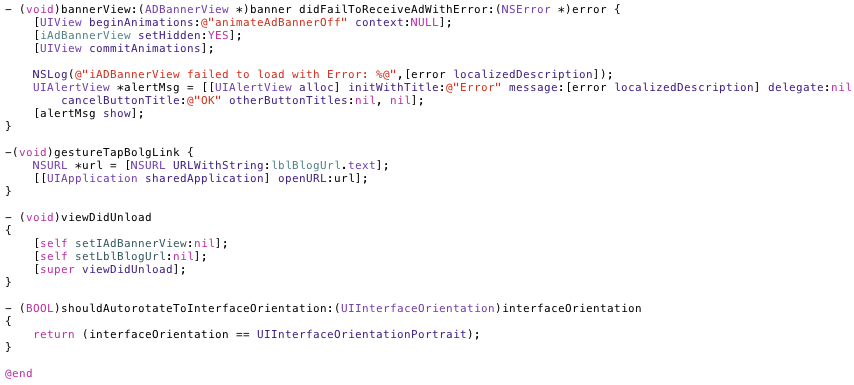 - (void)bannerView:(ADBannerView *)banner didFailToReceiveAdWithError:(NSError *)error {
    [UIView beginAnimations:@"animateAdBannerOff" context:NULL];
    [iAdBannerView setHidden:YES];
    [UIView commitAnimations];

    NSLog(@"iADBannerView failed to load with Error: %@",[error localizedDescription]);
    UIAlertView *alertMsg = [[UIAlertView alloc] initWithTitle:@"Error" message:[error localizedDescription] delegate:nil
        cancelButtonTitle:@"OK" otherButtonTitles:nil, nil];
    [alertMsg show];
}

-(void)gestureTapBolgLink {
    NSURL *url = [NSURL URLWithString:lblBlogUrl.text];
    [[UIApplication sharedApplication] openURL:url];
}

- (void)viewDidUnload
{
    [self setIAdBannerView:nil];
    [self setLblBlogUrl:nil];
    [super viewDidUnload];
}

- (BOOL)shouldAutorotateToInterfaceOrientation:(UIInterfaceOrientation)interfaceOrientation
{
    return (interfaceOrientation == UIInterfaceOrientationPortrait);
}

@end